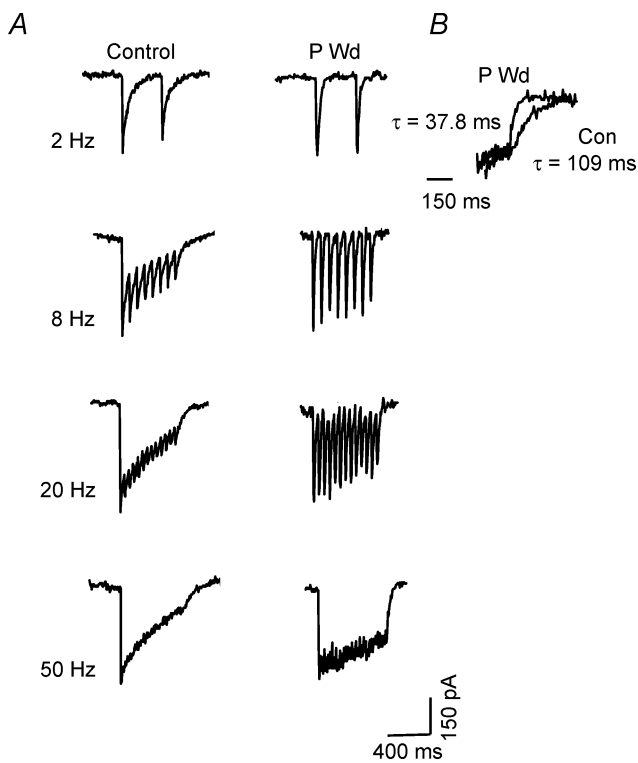 A
Control
P Wd
2 Hz
8 Hz
20 Hz
50 Hz
400 ms
150 pA
B
P Wd
τ = 37.8 ms
Con
τ = 109 ms
150 ms